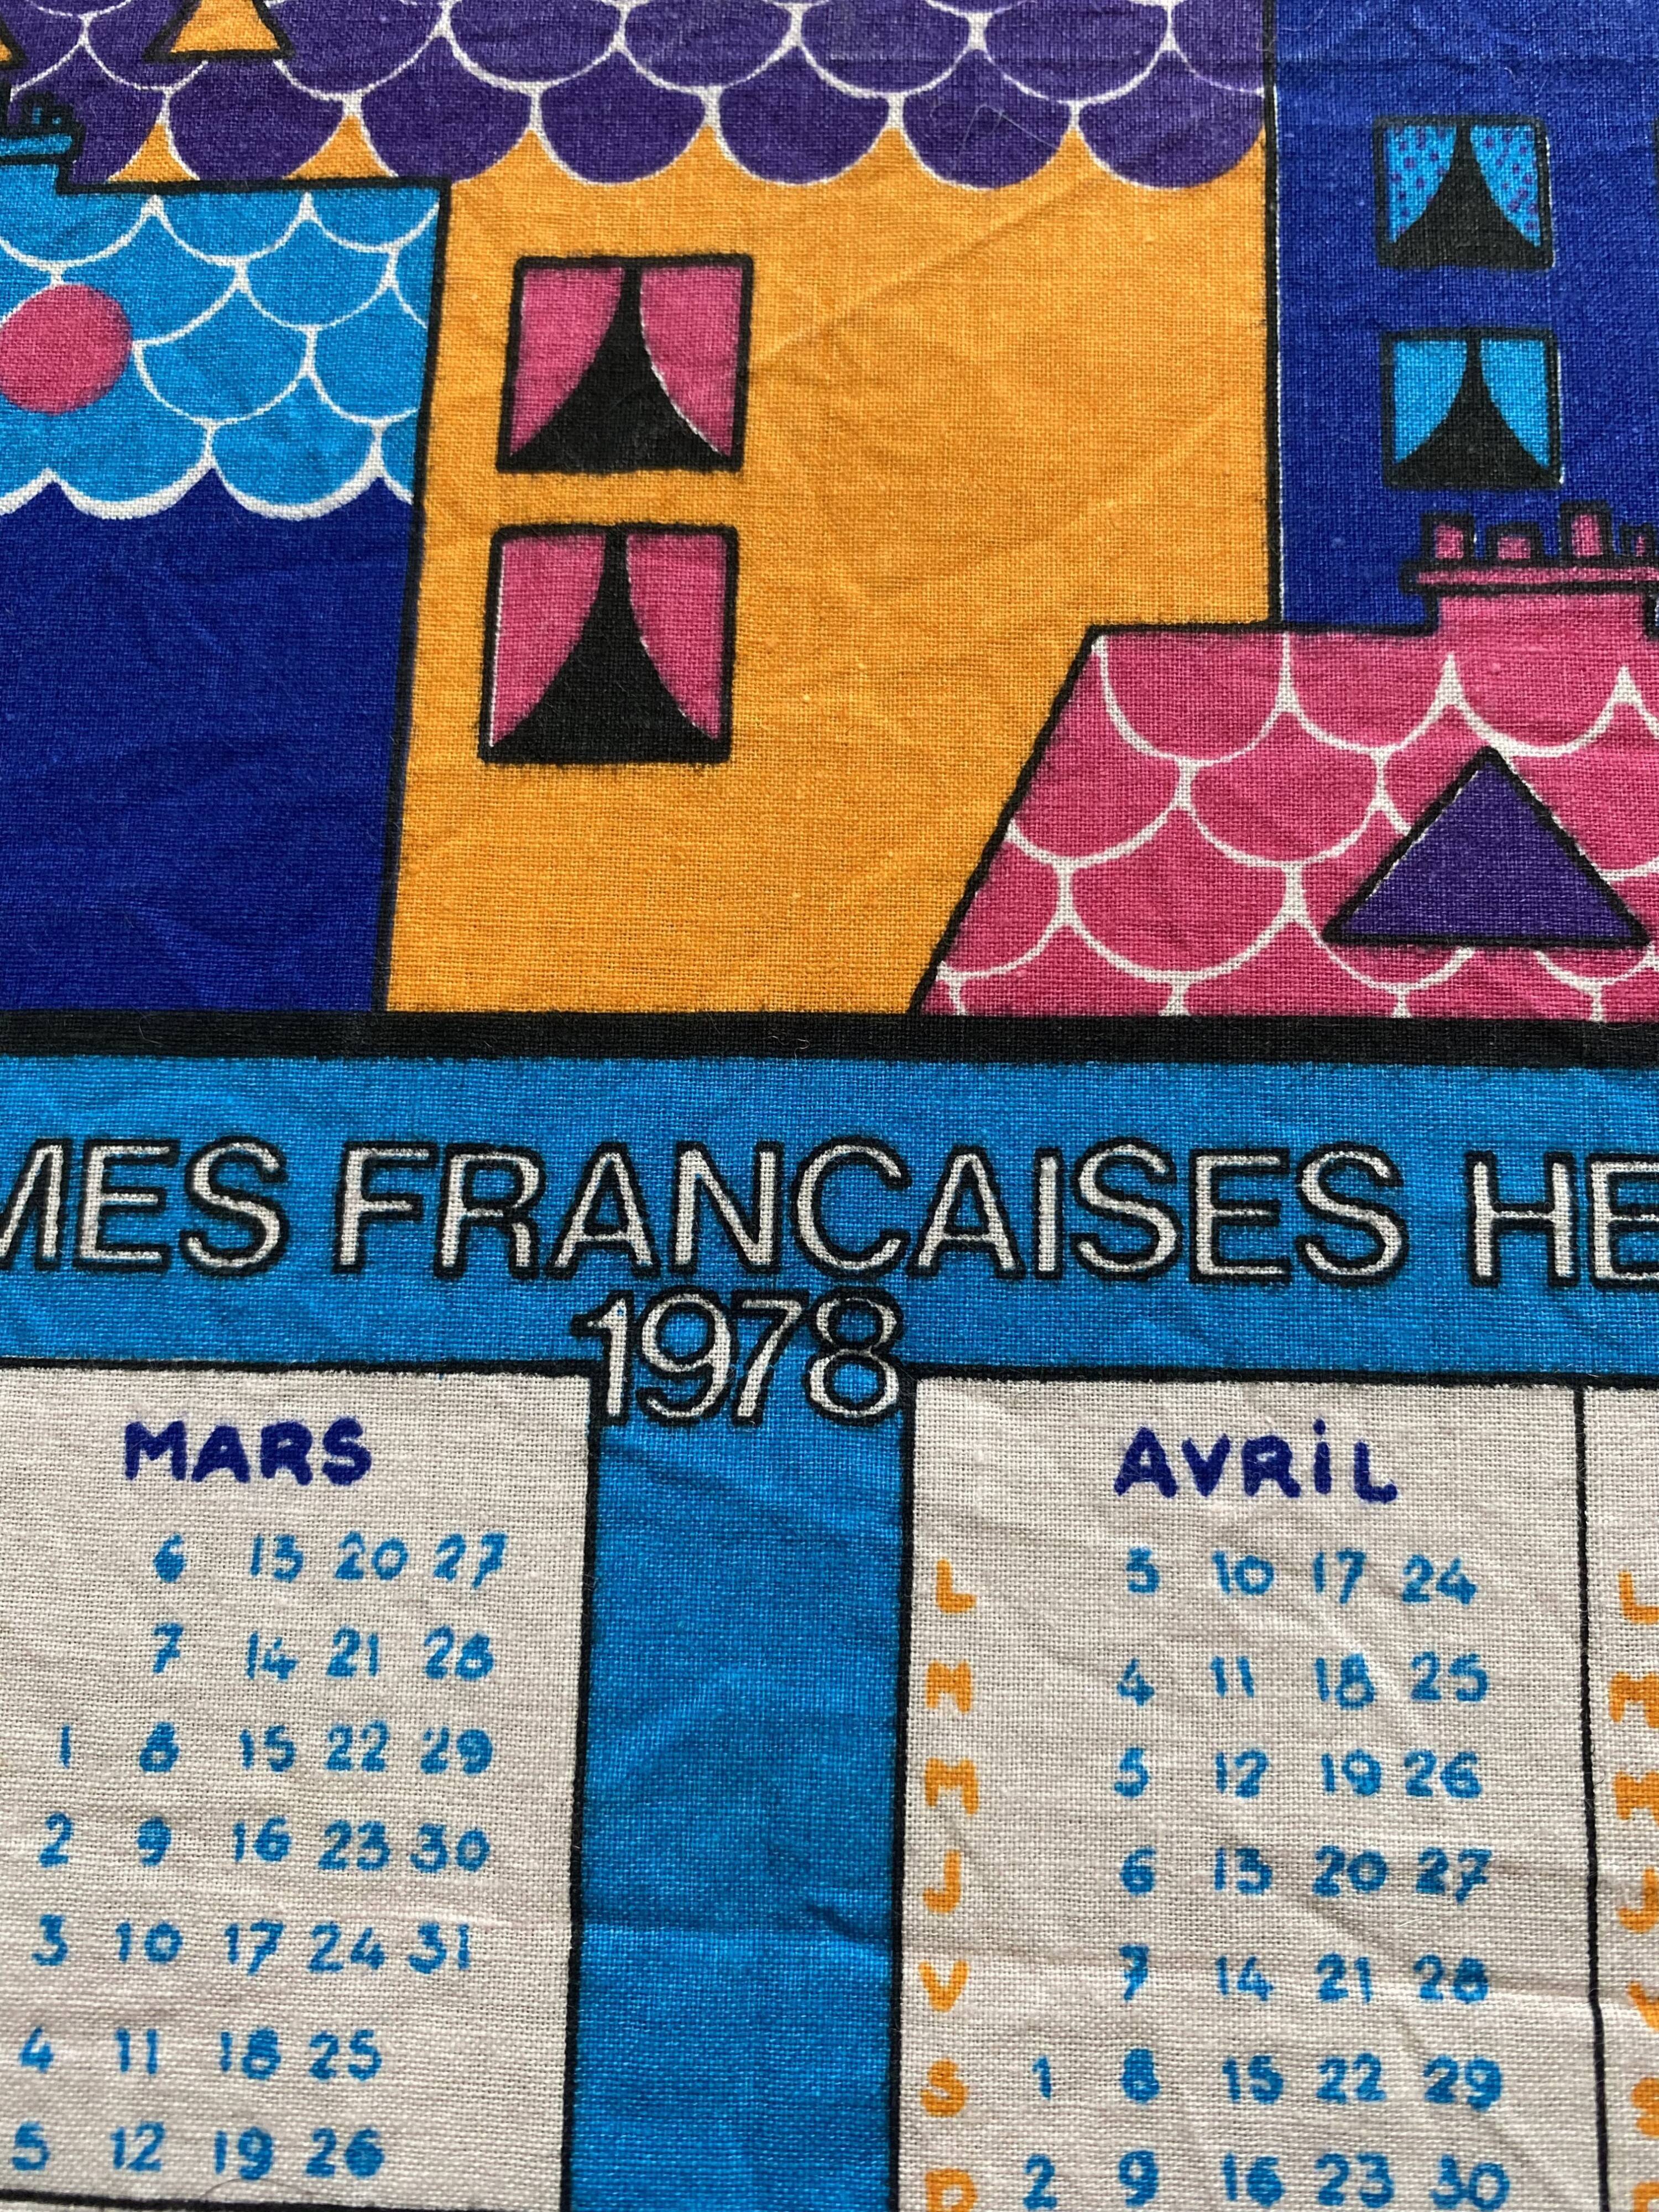 MES FRANCAISES HE
1978
MARS
6 13 20 27
7 14 21 28
1 8 15 22 29
2 9 16 23 30
3 10 17 24 31
4 11 18 25
5 12 19 26
AVRiL
L 3 10 17 24
M 4 11 18 25
M 5 12 19 26
J 6 13 20 27
V 7 14 21 28
S 1 8 15 22 29
D 2 9 16 23 30
L
M
M
J
V
S
D